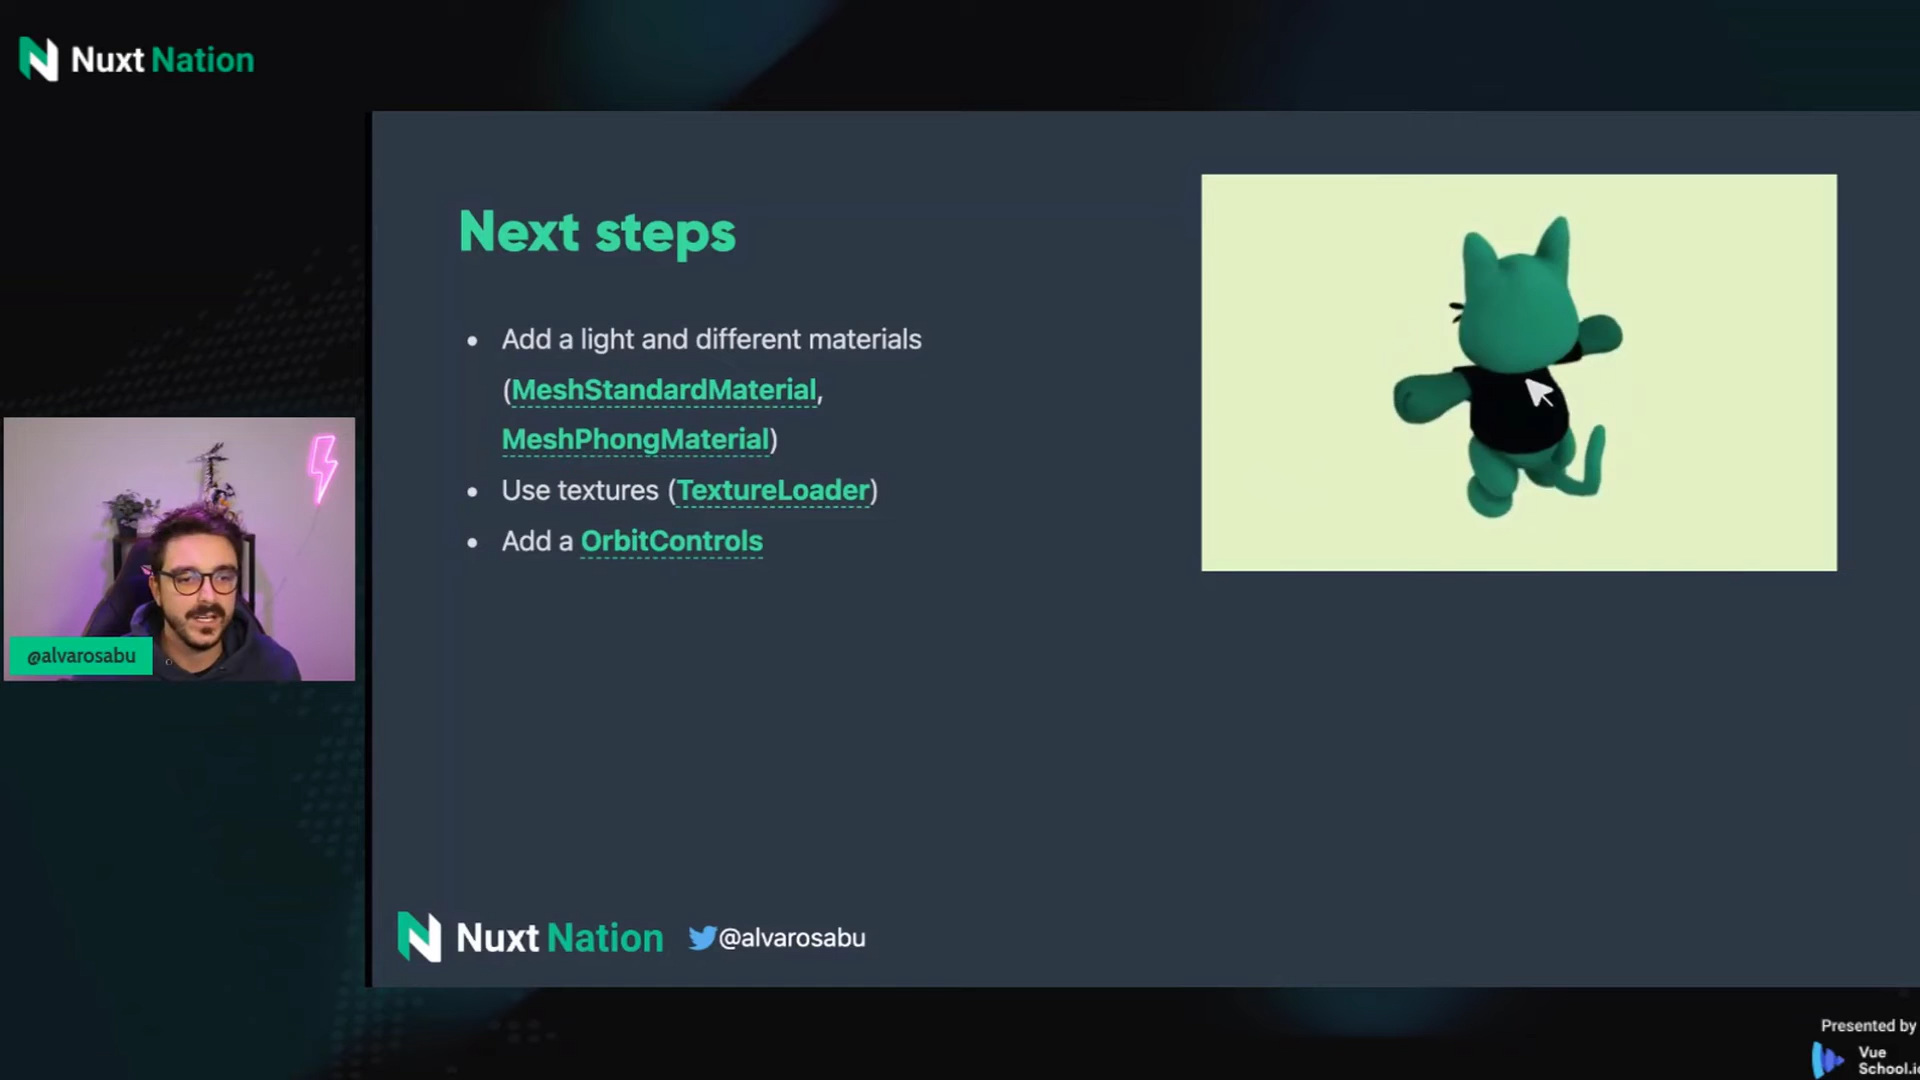 Nuxt Nation
Next steps
• Add a light and different materials
(MeshStandardMaterial,
MeshPhongMaterial)
• Use textures (TextureLoader)
• Add a OrbitControls
@alvarosabu
Nuxt Nation @alvarosabu
Presented by
Vue
School.io